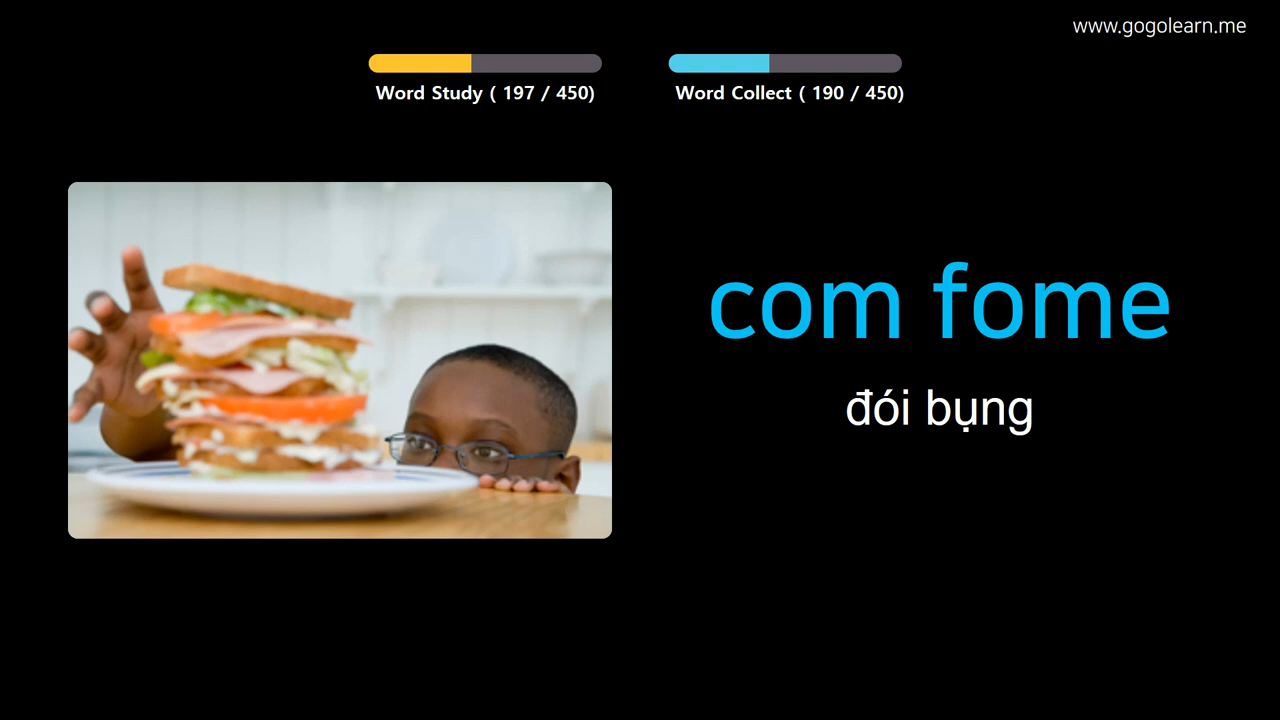 www.gogolearn.me
Word Study ( 197 / 450)
Word Collect ( 190 / 450)
com fome
đói bụng